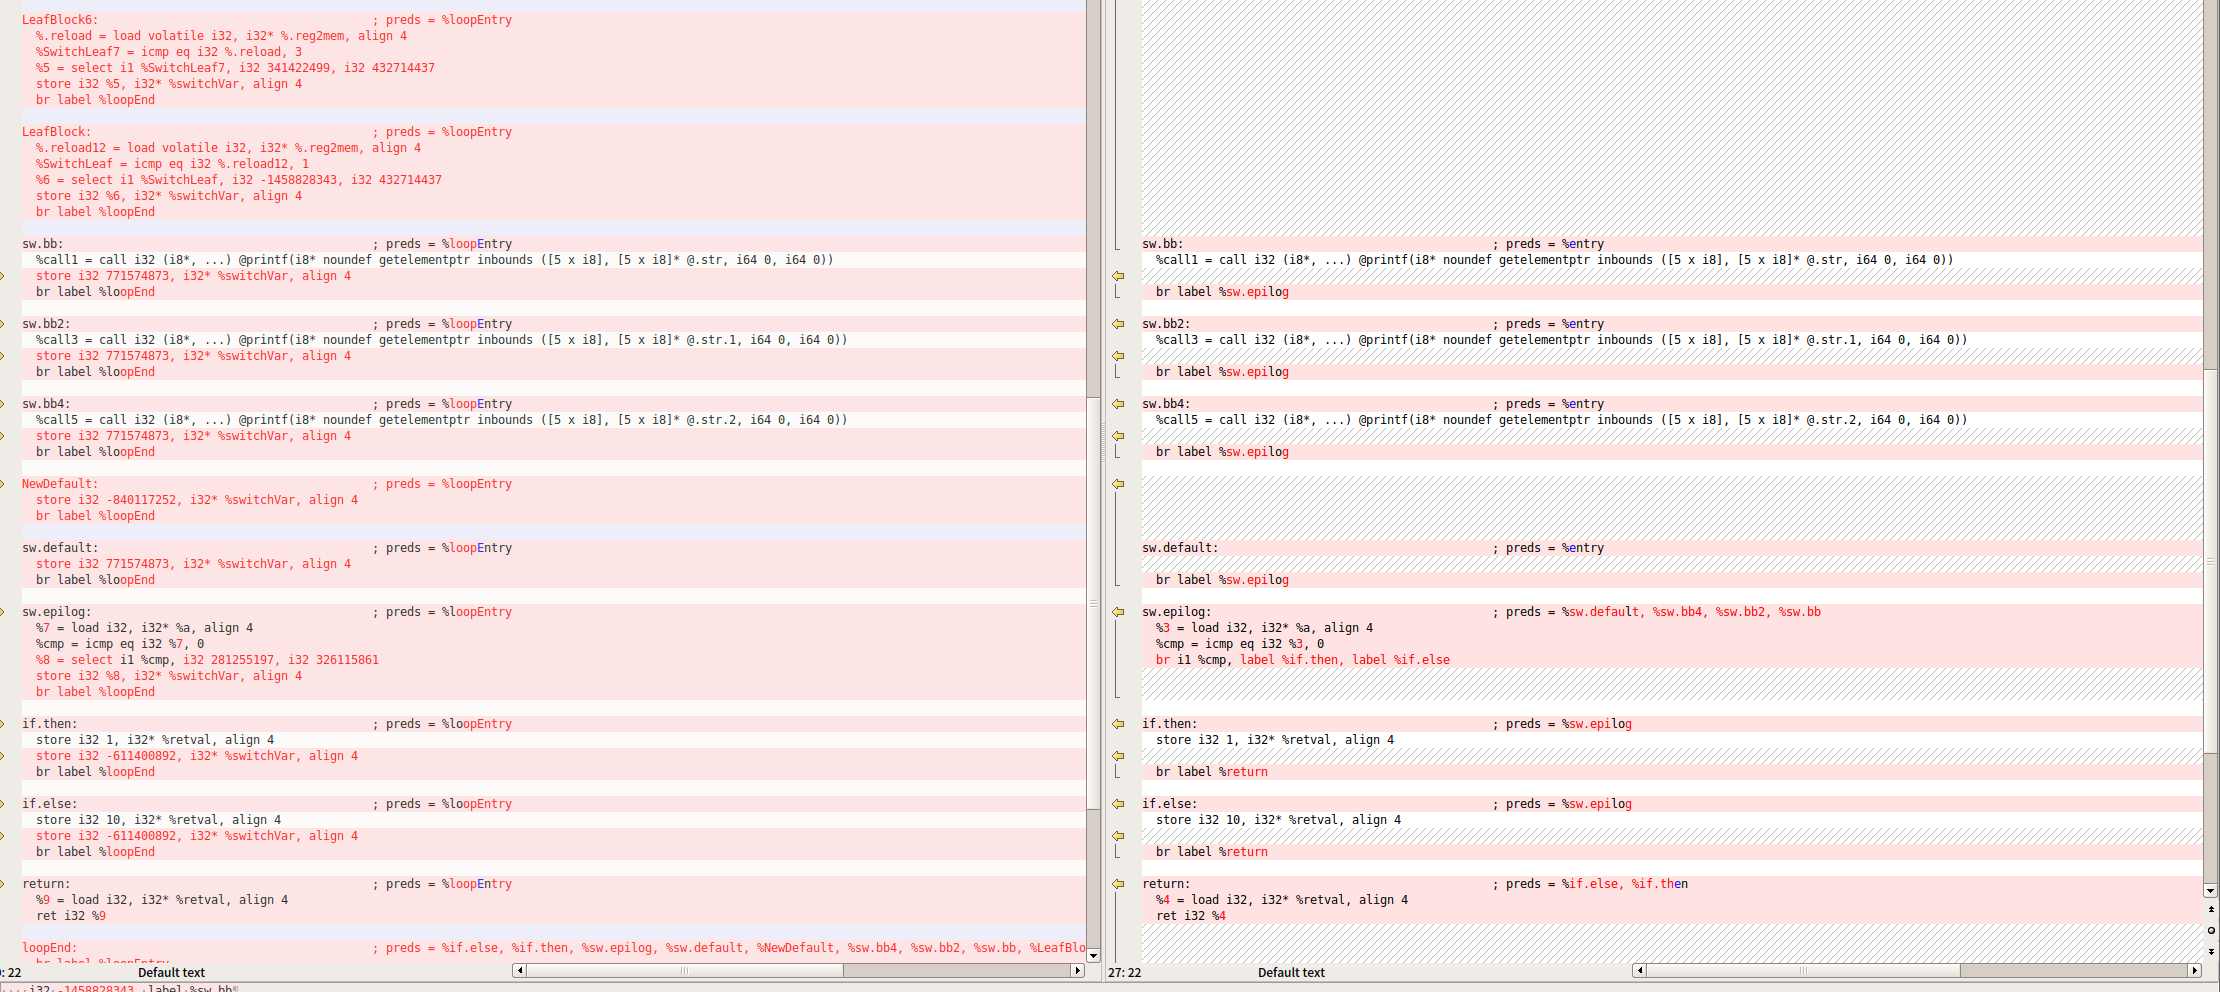 LeafBlock6:                                       ; preds = %loopEntry
  %.reload = load volatile i32, i32* %.reg2mem, align 4
  %SwitchLeaf7 = icmp eq i32 %.reload, 3
  %5 = select i1 %SwitchLeaf7, i32 341422499, i32 432714437
  store i32 %5, i32* %switchVar, align 4
  br label %loopEnd
LeafBlock:                                        ; preds = %loopEntry
  %.reload12 = load volatile i32, i32* %.reg2mem, align 4
  %SwitchLeaf = icmp eq i32 %.reload12, 1
  %6 = select i1 %SwitchLeaf, i32 -1458828343, i32 432714437
  store i32 %6, i32* %switchVar, align 4
  br label %loopEnd
sw.bb:                                            ; preds = %loopEntry
  %call1 = call i32 (i8*, ...) @printf(i8* noundef getelementptr inbounds ([5 x i8], [5 x i8]* @.str, i64 0, i64 0))
  store i32 771574873, i32* %switchVar, align 4
  br label %loopEnd
sw.bb2:                                           ; preds = %loopEntry
  %call3 = call i32 (i8*, ...) @printf(i8* noundef getelementptr inbounds ([5 x i8], [5 x i8]* @.str.1, i64 0, i64 0))
  store i32 771574873, i32* %switchVar, align 4
  br label %loopEnd
sw.bb4:                                           ; preds = %loopEntry
  %call5 = call i32 (i8*, ...) @printf(i8* noundef getelementptr inbounds ([5 x i8], [5 x i8]* @.str.2, i64 0, i64 0))
  store i32 771574873, i32* %switchVar, align 4
  br label %loopEnd
NewDefault:                                       ; preds = %loopEntry
  store i32 -840117252, i32* %switchVar, align 4
  br label %loopEnd
sw.default:                                       ; preds = %loopEntry
  store i32 771574873, i32* %switchVar, align 4
  br label %loopEnd
sw.epilog:                                        ; preds = %loopEntry
  %7 = load i32, i32* %a, align 4
  %cmp = icmp eq i32 %7, 0
  %8 = select i1 %cmp, i32 281255197, i32 326115861
  store i32 %8, i32* %switchVar, align 4
  br label %loopEnd
if.then:                                          ; preds = %loopEntry
  store i32 1, i32* %retval, align 4
  store i32 -611400892, i32* %switchVar, align 4
  br label %loopEnd
if.else:                                          ; preds = %loopEntry
  store i32 10, i32* %retval, align 4
  store i32 -611400892, i32* %switchVar, align 4
  br label %loopEnd
return:                                           ; preds = %loopEntry
  %9 = load i32, i32* %retval, align 4
  ret i32 %9
loopEnd:                                          ; preds = %if.else, %if.then, %sw.epilog, %sw.default, %NewDefault, %sw.bb4, %sw.bb2, %sw.bb, %LeafBlo
  br label %loopEntry
: 22 Default text
sw.bb:                                            ; preds = %entry
  %call1 = call i32 (i8*, ...) @printf(i8* noundef getelementptr inbounds ([5 x i8], [5 x i8]* @.str, i64 0, i64 0))
  br label %sw.epilog
sw.bb2:                                           ; preds = %entry
  %call3 = call i32 (i8*, ...) @printf(i8* noundef getelementptr inbounds ([5 x i8], [5 x i8]* @.str.1, i64 0, i64 0))
  br label %sw.epilog
sw.bb4:                                           ; preds = %entry
  %call5 = call i32 (i8*, ...) @printf(i8* noundef getelementptr inbounds ([5 x i8], [5 x i8]* @.str.2, i64 0, i64 0))
  br label %sw.epilog
sw.default:                                       ; preds = %entry
  br label %sw.epilog
sw.epilog:                                        ; preds = %sw.default, %sw.bb4, %sw.bb2, %sw.bb
  %3 = load i32, i32* %a, align 4
  %cmp = icmp eq i32 %3, 0
  br i1 %cmp, label %if.then, label %if.else
if.then:                                          ; preds = %sw.epilog
  store i32 1, i32* %retval, align 4
  br label %return
if.else:                                          ; preds = %sw.epilog
  store i32 10, i32* %retval, align 4
  br label %return
return:                                           ; preds = %if.else, %if.then
  %4 = load i32, i32* %retval, align 4
  ret i32 %4
27: 22 Default text
····i32·-1458828343,·label·%sw.bb¶